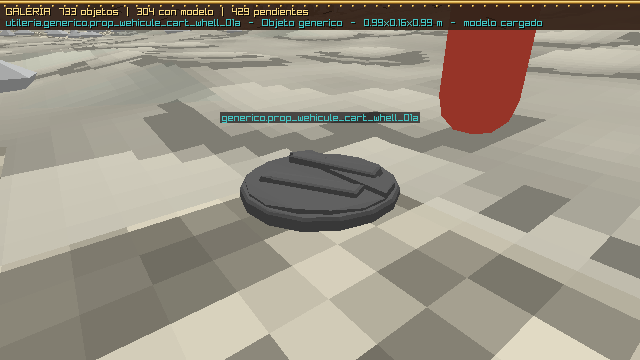 GALERIA  733 objetos | 304 con modelo | 429 pendientes
utileria.generico.prop_wehicule_cart_whell_01a  -  Objeto generico  -  0.99x0.16x0.99 m  -  modelo cargado
generico.prop_wehicule_cart_whell_01a